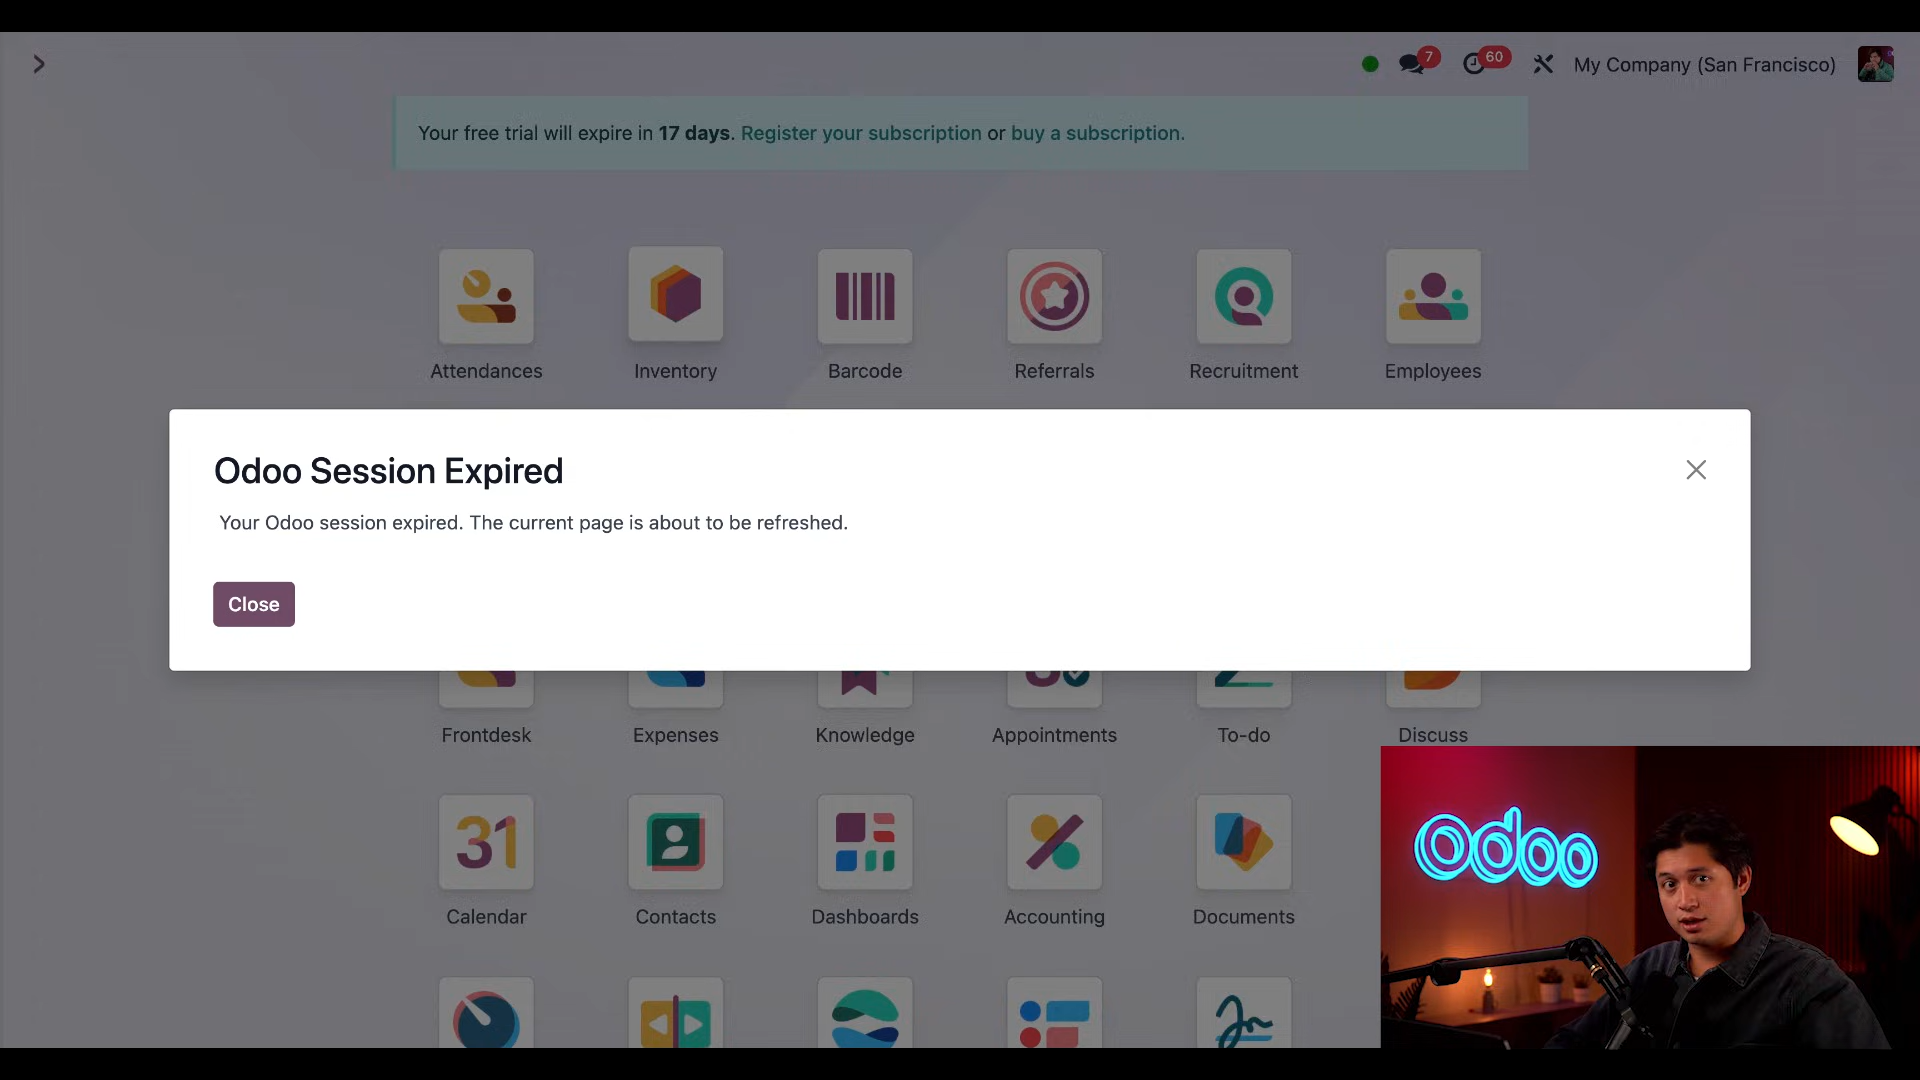 7
60
My Company (San Francisco)
Your free trial will expire in 17 days. Register your subscription or buy a subscription.
Attendances
Inventory
Barcode
Referrals
Recruitment
Employees
Odoo Session Expired
Your Odoo session expired. The current page is about to be refreshed.
Close
Frontdesk
Expenses
Knowledge
Appointments
To-do
Discuss
31
Calendar
Contacts
Dashboards
Accounting
Documents
odoo